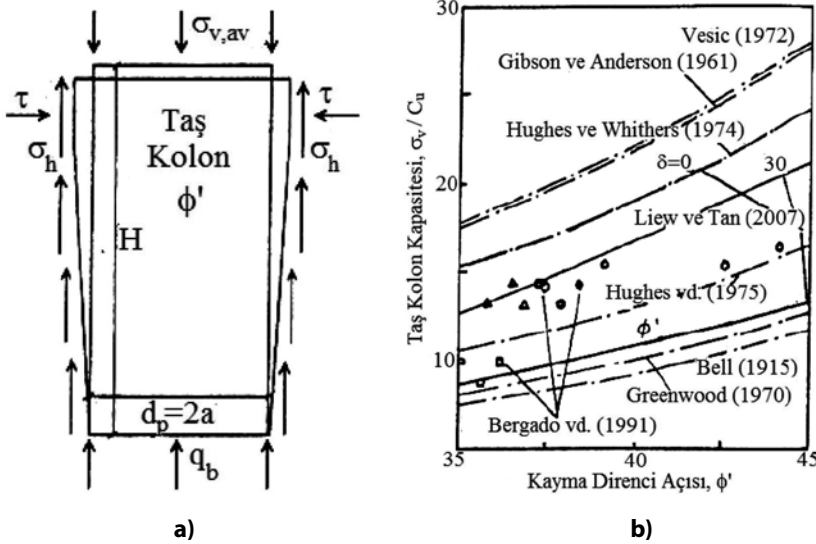 σv,av
τ
τ
σh
σh
Taş
Kolon
ϕ'
H
dp=2a
qb
a)
Taş Kolon Kapasitesi, σv / Cu
30
20
10
Vesic (1972)
Gibson ve Anderson
(1961)
Hughes ve Whithers (1974)
δ=0
30
Liew ve Tan (2007)
Hughes vd. (1975)
ϕ'
Bell (1915)
Greenwood
(1970)
Bergado vd. (1991)
35
40
45
Kayma Direnci Açısı, ϕ'
b)